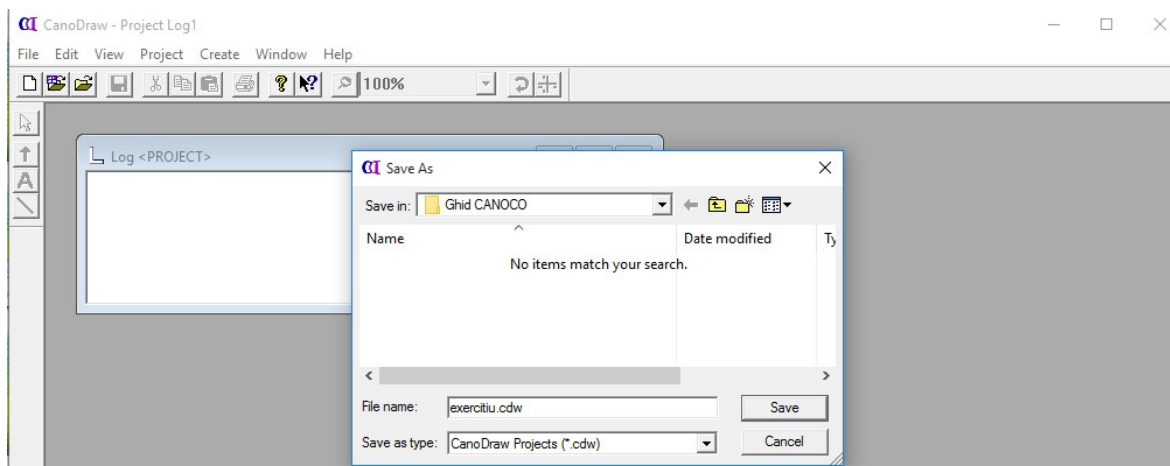 CanoDraw - Project Log1
File Edit View Project Create Window Help
100%
Log <PROJECT>
Save As
Save in: Ghid CANOCO
Name Date modified Ty
No items match your search.
File name: exercitiu.cdw Save
Save as type: CanoDraw Projects (*.cdw) Cancel